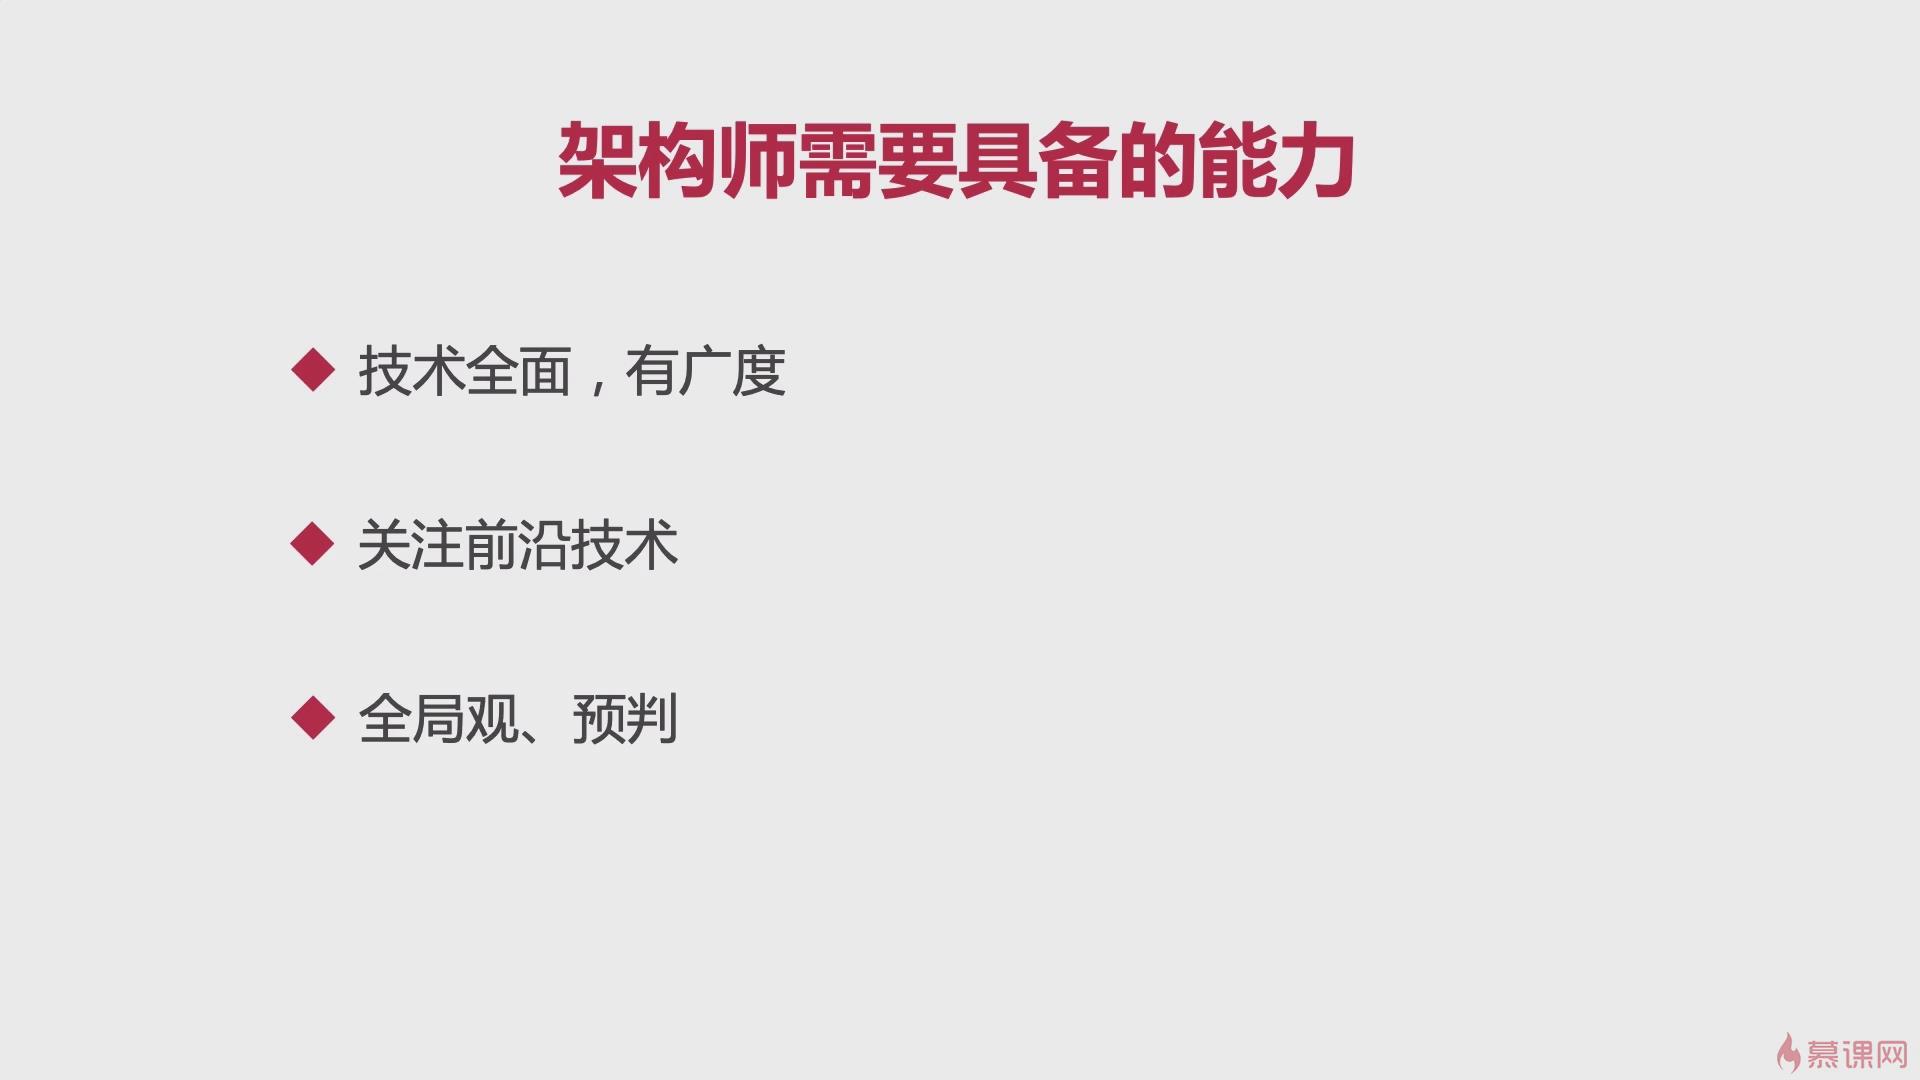 架构师需要具备的能力
技术全面，有广度
关注前沿技术
全局观、预判
慕课网